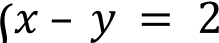 (x – y = 2